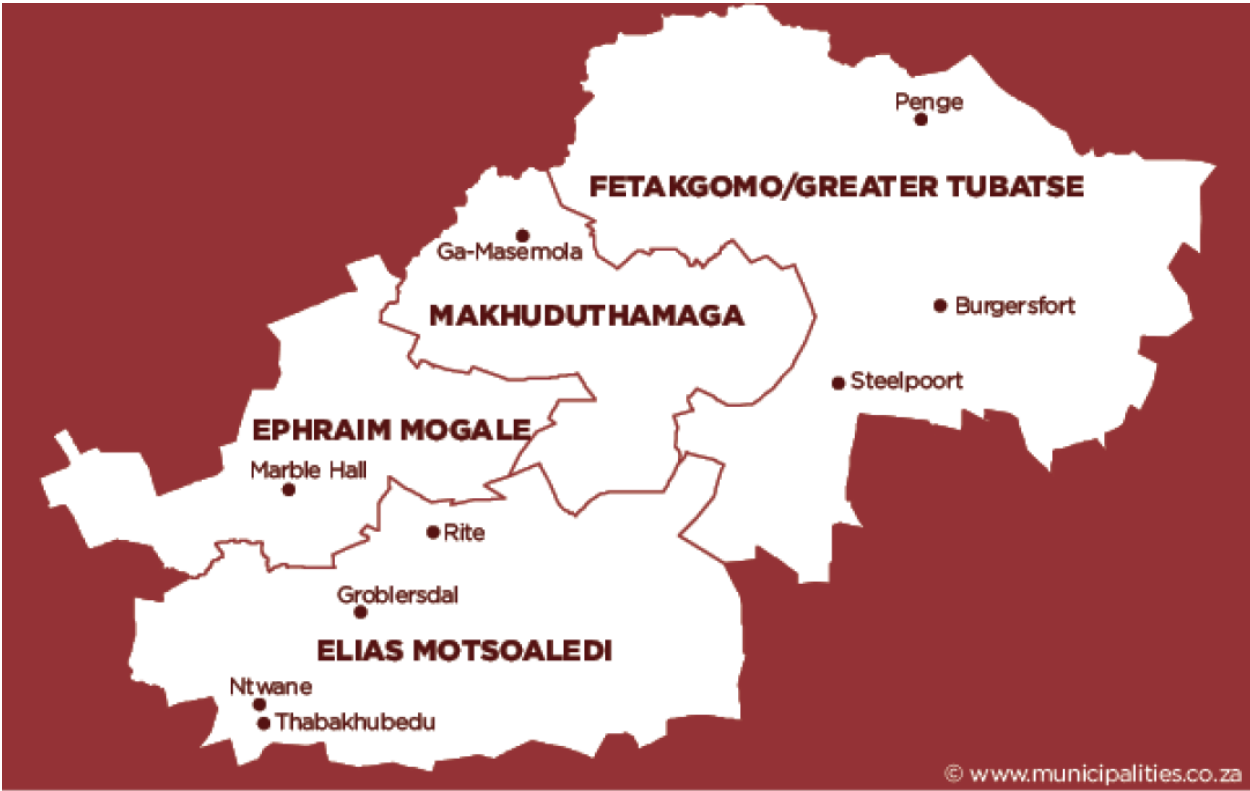 Penge
FETAKGOMO/GREATER TUBATSE
Ga-Masemola
Burgersfort
MAKHUDUTHAMAGA
Steelpoort
EPHRAIM MOGALE
Marble Hall
Rite
Groblersdal
ELIAS MOTSOALEDI
Ntwane
Thabakhubedu
© www.municipalities.co.za